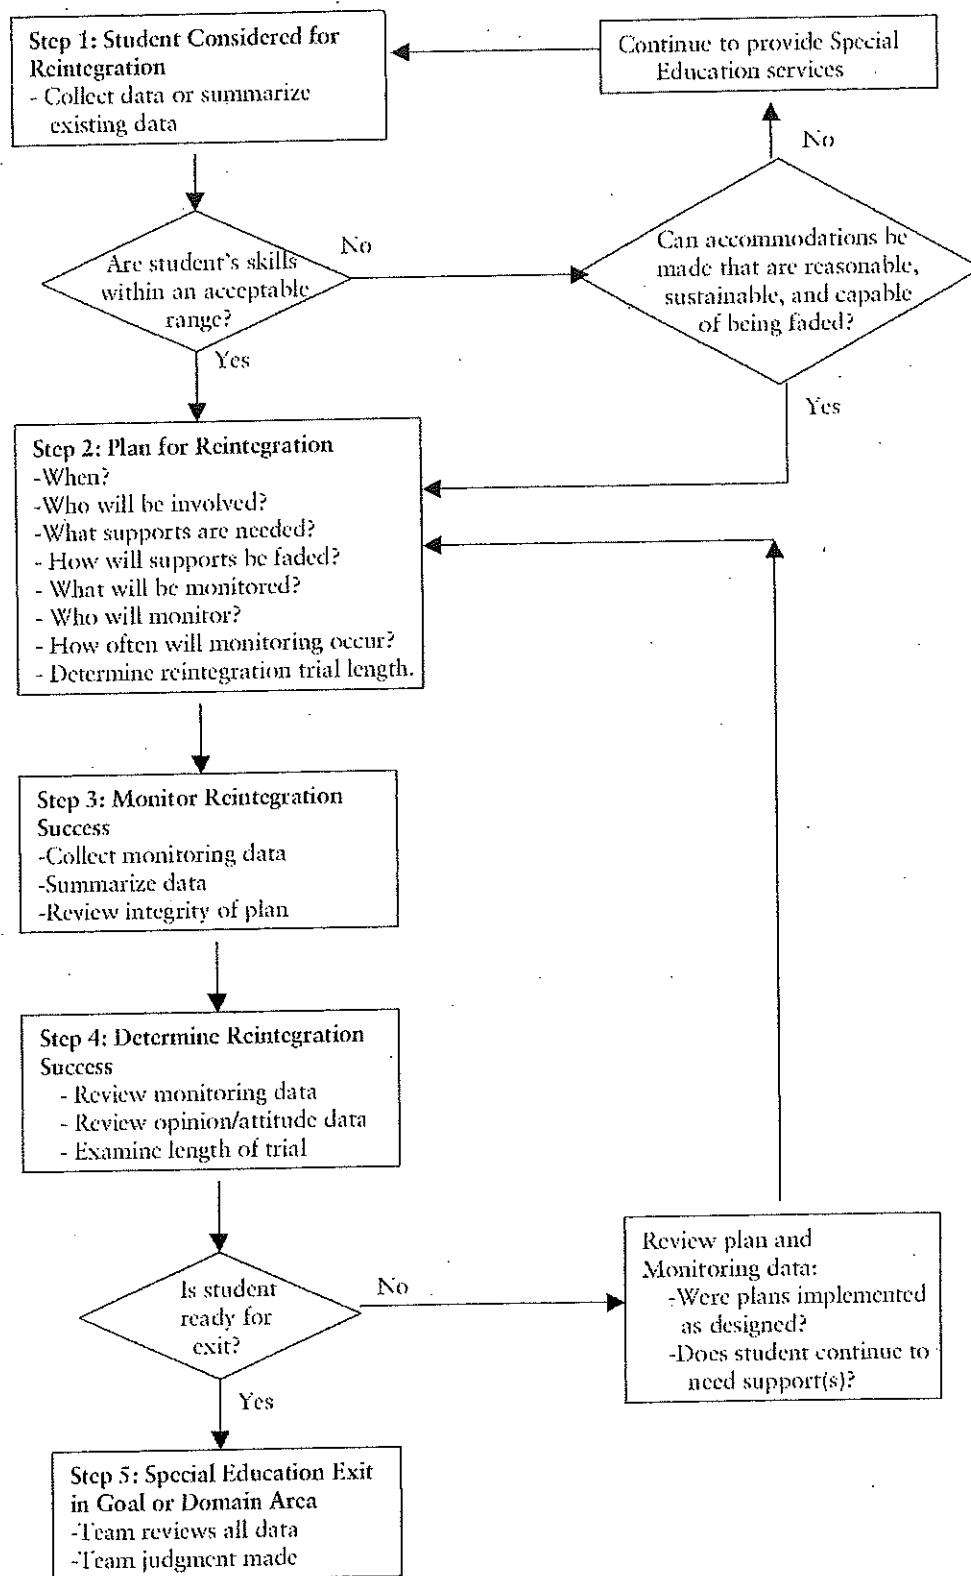 Step 1: Student Considered for
Reintegration
- Collect data or summarize
existing data
Continue to provide Special
Education services
No
Are student's skills
within an acceptable
range?
No
Can accommodations be
made that are reasonable,
sustainable, and capable
of being faded?
Yes
Yes
Step 2: Plan for Reintegration
-When?
-Who will be involved?
-What supports are needed?
- How will supports be faded?
- What will be monitored?
- Who will monitor?
- How often will monitoring occur?
- Determine reintegration trial length.
Step 3: Monitor Reintegration
Success
-Collect monitoring data
-Summarize data
-Review integrity of plan
Step 4: Determine Reintegration
Success
- Review monitoring data
- Review opinion/attitude data
- Examine length of trial
Is student
ready for
exit?
No
Review plan and
Monitoring data:
-Were plans implemented
as designed?
-Does student continue to
need support(s)?
Yes
Step 5: Special Education Exit
in Goal or Domain Area
-Team reviews all data
-Team judgment made